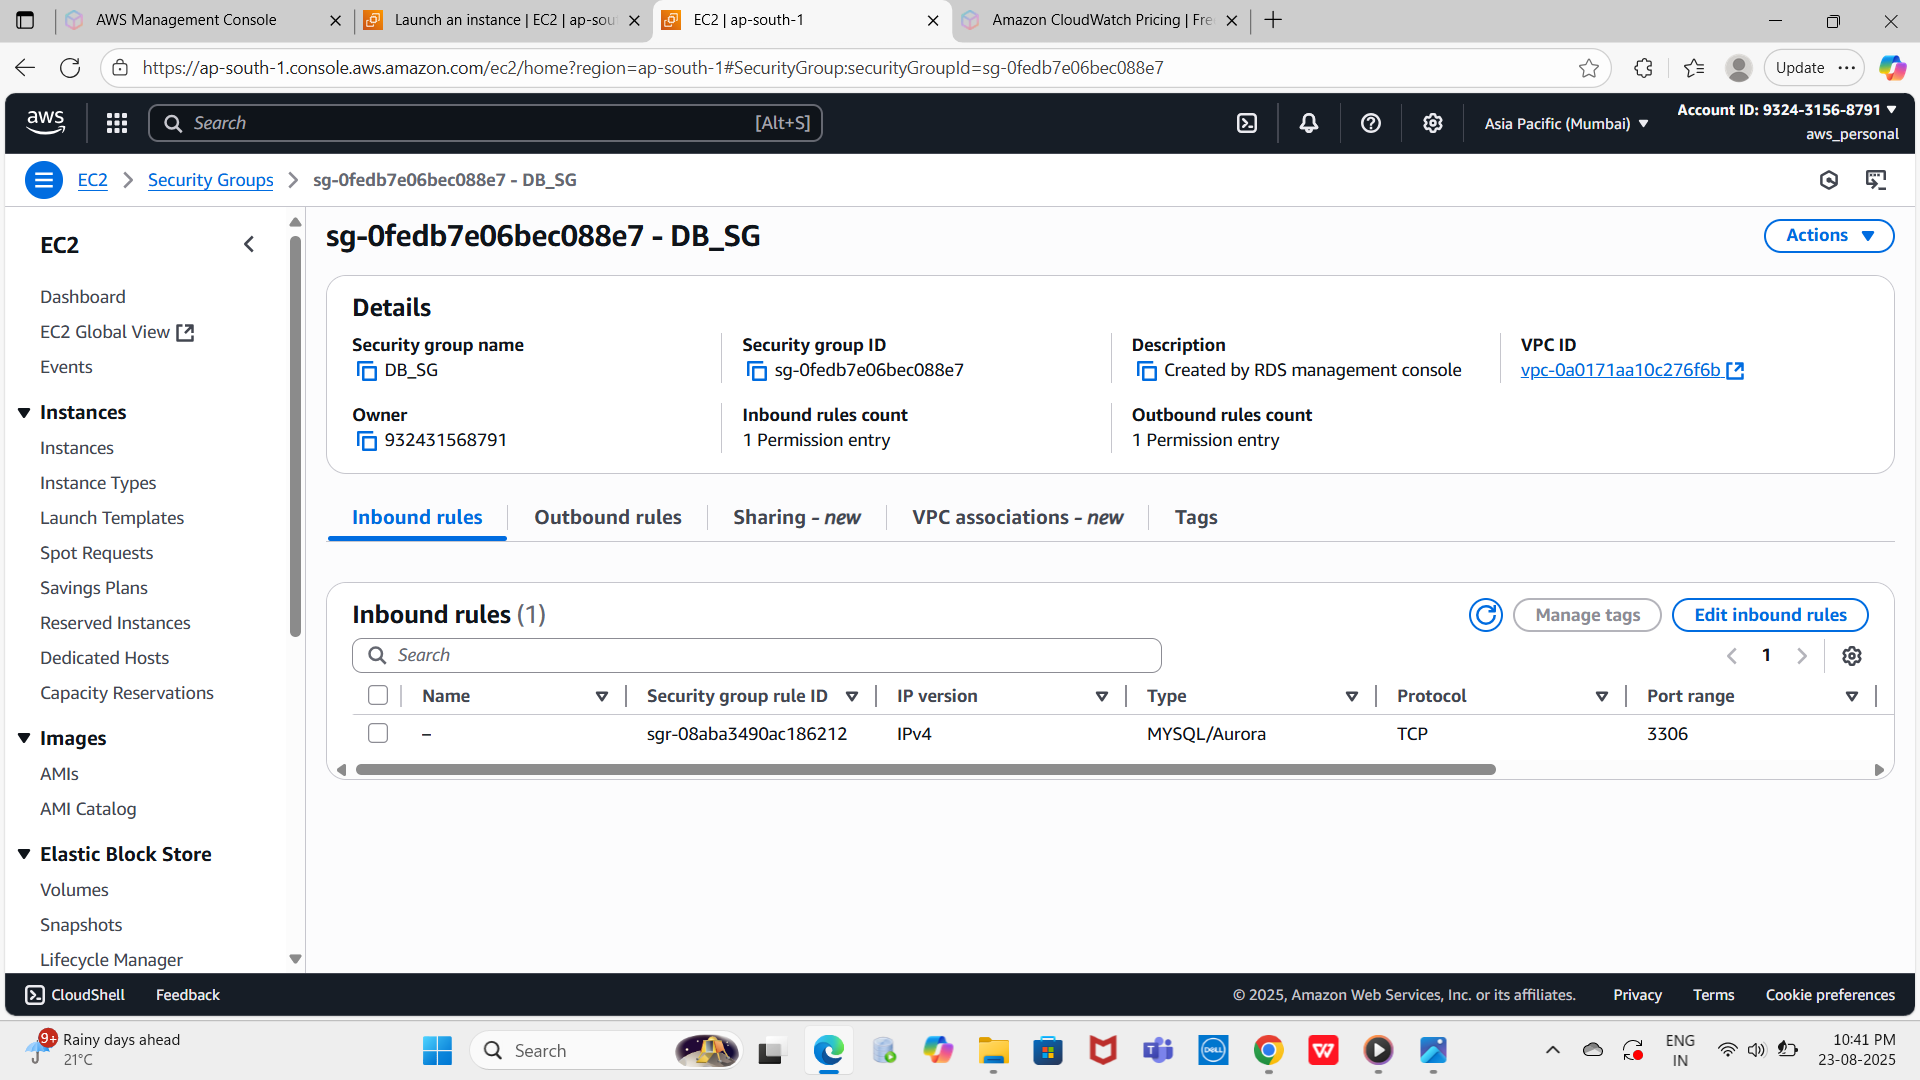 AWS Management Console
Launch an instance | EC2 | ap-sou
EC2 | ap-south-1
Amazon CloudWatch Pricing | Fre
https://ap-south-1.console.aws.amazon.com/ec2/home?region=ap-south-1#SecurityGroup:securityGroupId=sg-0fedb7e06bec088e7
Update
aws
Search
[Alt+S]
Asia Pacific (Mumbai)
Account ID: 9324-3156-8791
aws_personal
EC2
Security Groups
sg-0fedb7e06bec088e7 - DB_SG
EC2
Dashboard
EC2 Global View
Events
Instances
Instances
Instance Types
Launch Templates
Spot Requests
Savings Plans
Reserved Instances
Dedicated Hosts
Capacity Reservations
Images
AMIs
AMI Catalog
Elastic Block Store
Volumes
Snapshots
Lifecycle Manager
sg-0fedb7e06bec088e7 - DB_SG
Actions
Details
Security group name
DB_SG
Security group ID
sg-0fedb7e06bec088e7
Description
Created by RDS management console
VPC ID
vpc-0a0171aa10c276f6b
Owner
932431568791
Inbound rules count
1 Permission entry
Outbound rules count
1 Permission entry
Inbound rules
Outbound rules
Sharing - new
VPC associations - new
Tags
Inbound rules (1)
Manage tags
Edit inbound rules
Search
1
Name
Security group rule ID
IP version
Type
Protocol
Port range
–
sgr-08aba3490ac186212
IPv4
MYSQL/Aurora
TCP
3306
CloudShell
Feedback
© 2025, Amazon Web Services, Inc. or its affiliates.
Privacy
Terms
Cookie preferences
9+
Rainy days ahead
21°C
Search
DELL
ENG
IN
10:41 PM
23-08-2025